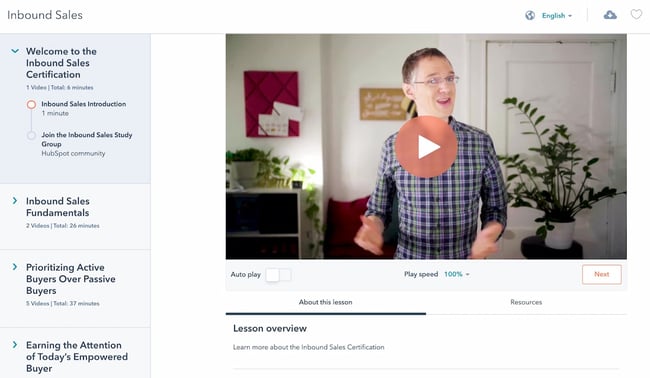 Inbound Sales
English
Welcome to the
Inbound Sales
Certification
1 Video | Total: 6 minutes
Inbound Sales Introduction
1 minute
Join the Inbound Sales Study
Group
HubSpot community
Inbound Sales
Fundamentals
2 Videos | Total: 26 minutes
Prioritizing Active
Buyers Over Passive
Buyers
5 Videos | Total: 37 minutes
Earning the Attention
of Today's Empowered
Buyer
Auto play
Play speed 100%
Next
About this lesson
Resources
Lesson overview
Learn more about the Inbound Sales Certification